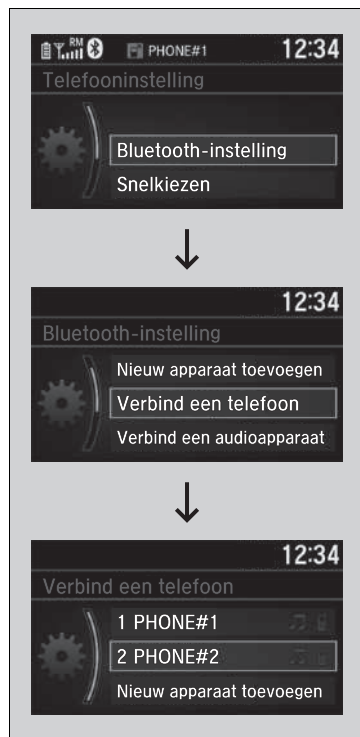 RM PHONE#1 12:34
Telefooninstelling
Bluetooth-instelling
Snelkiezen
12:34
Bluetooth-instelling
Nieuw apparaat toevoegen
Verbind een telefoon
Verbind een audioapparaat
12:34
Verbind een telefoon
1 PHONE#1
2 PHONE#2
Nieuw apparaat toevoegen